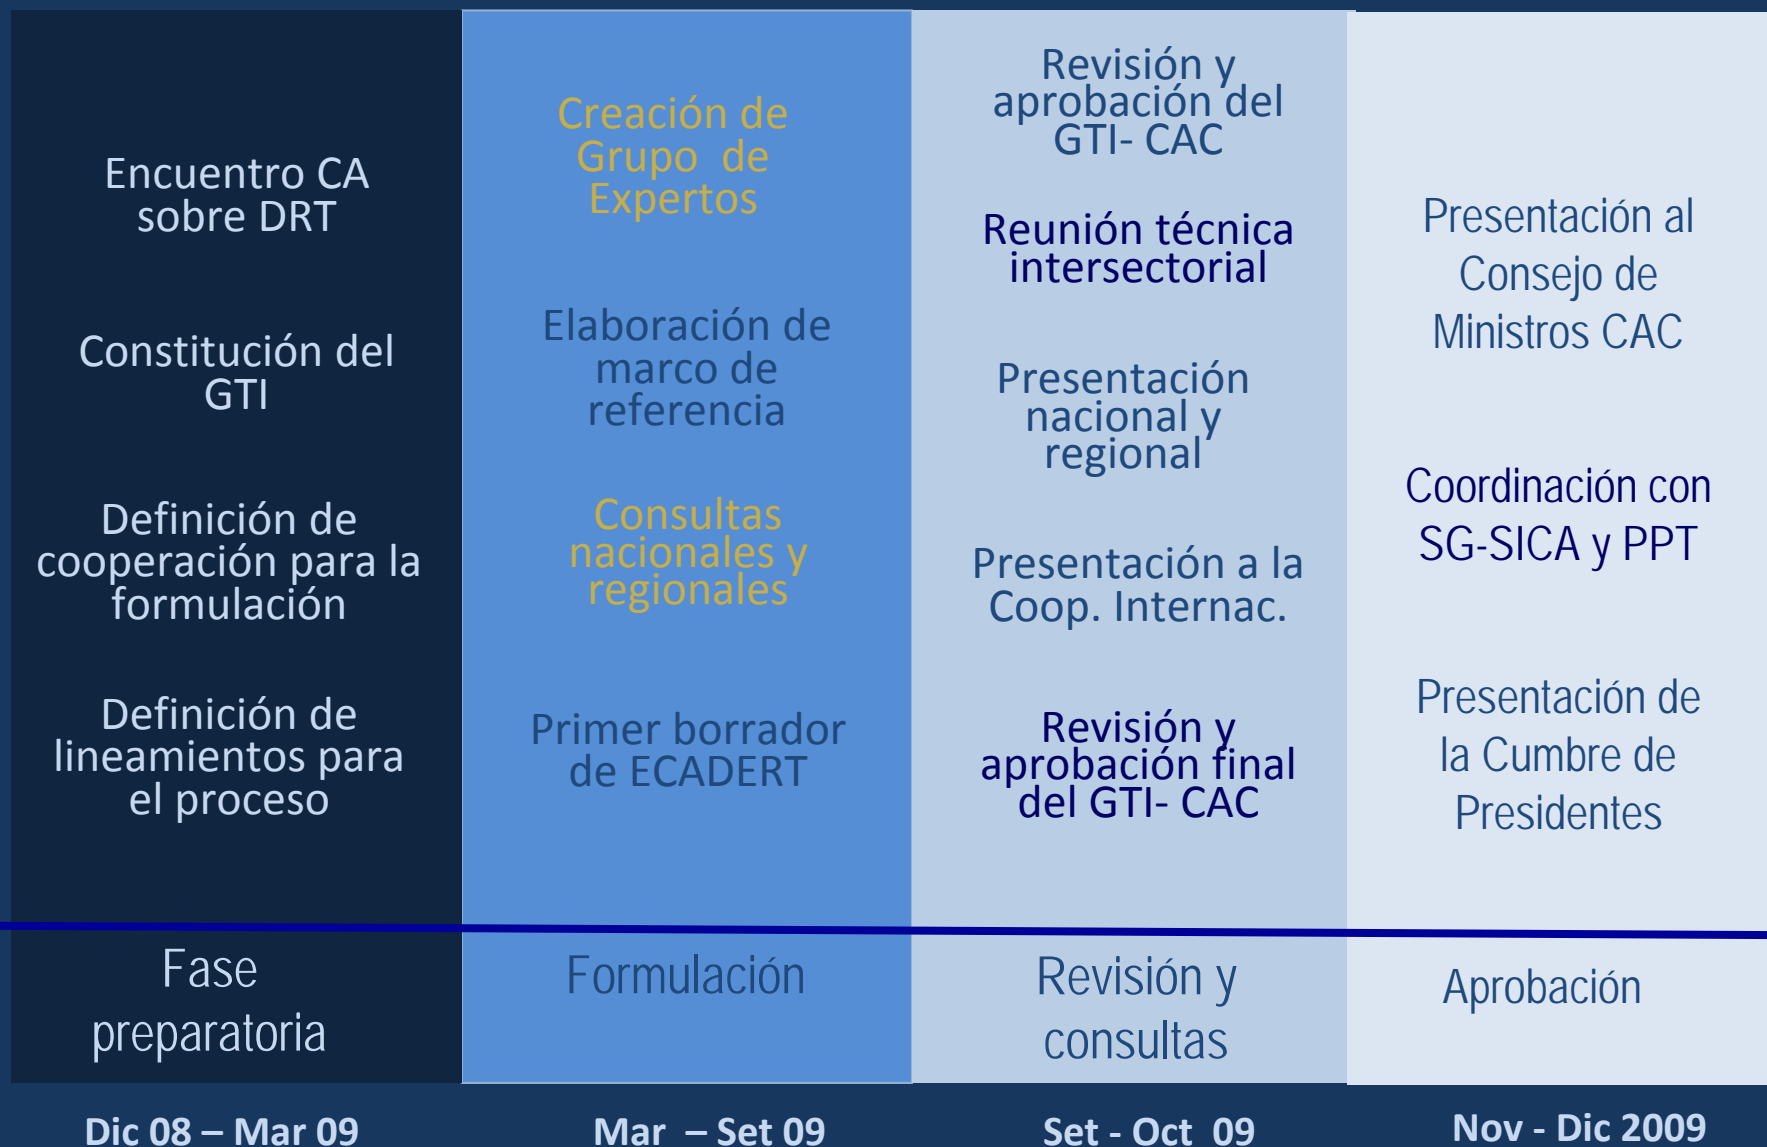 Encuentro CA
sobre DRT
Constitución del
GTI
Definición de
cooperación para la
formulación
Definición de
lineamientos para
el proceso
Fase
preparatoria
Dic 08 – Mar 09
Creación de
Grupo de
Expertos
Elaboración de
marco de
referencia
Consultas
nacionales y
regionales
Primer borrador
de ECADERT
Formulación
Mar – Set 09
Revisión y
aprobación del
GTI- CAC
Reunión técnica
intersectorial
Presentación
nacional y
regional
Presentación a la
Coop. Internac.
Revisión y
aprobación final
del GTI- CAC
Revisión y
consultas
Set - Oct 09
Presentación al
Consejo de
Ministros CAC
Coordinación con
SG-SICA y PPT
Presentación de
la Cumbre de
Presidentes
Aprobación
Nov - Dic 2009